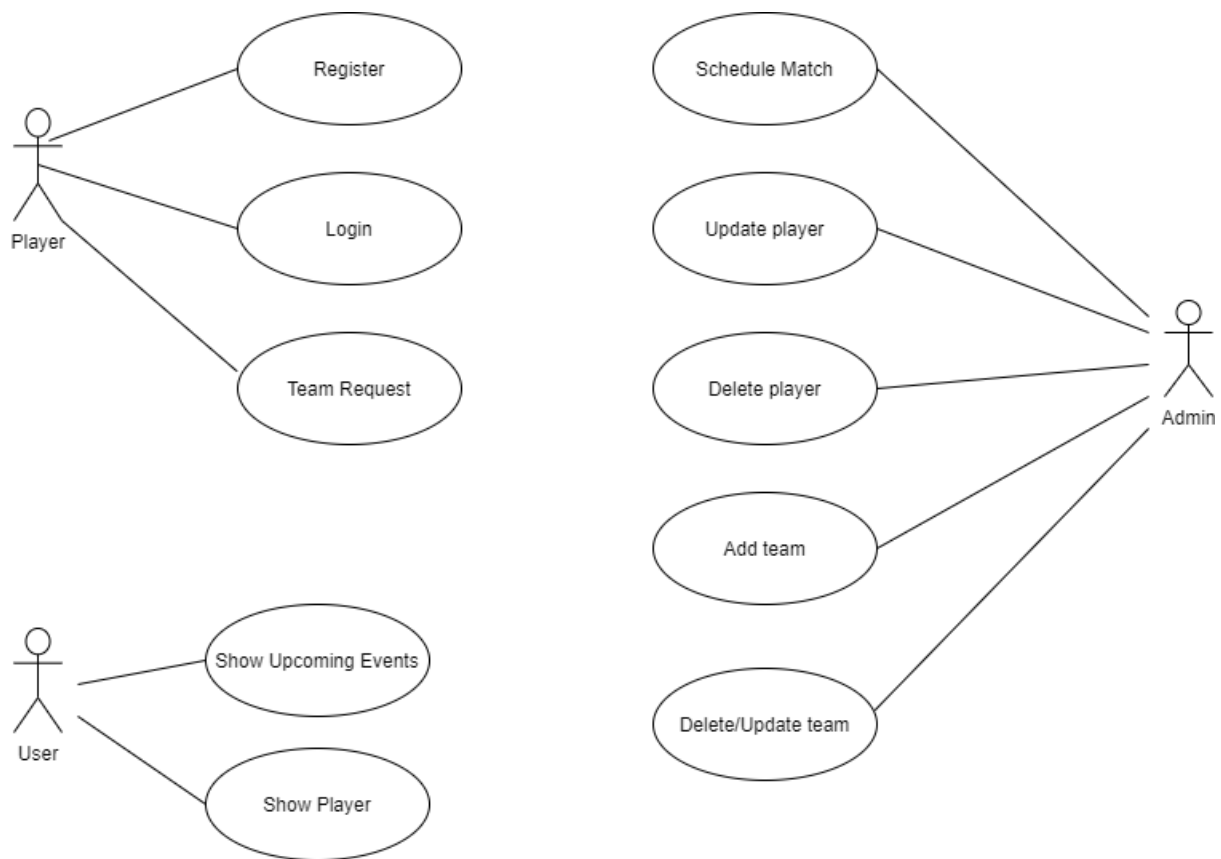 Register
Login
Team Request
Player
Schedule Match
Update player
Delete player
Add team
Delete/Update team
Admin
Show Upcoming Events
Show Player
User